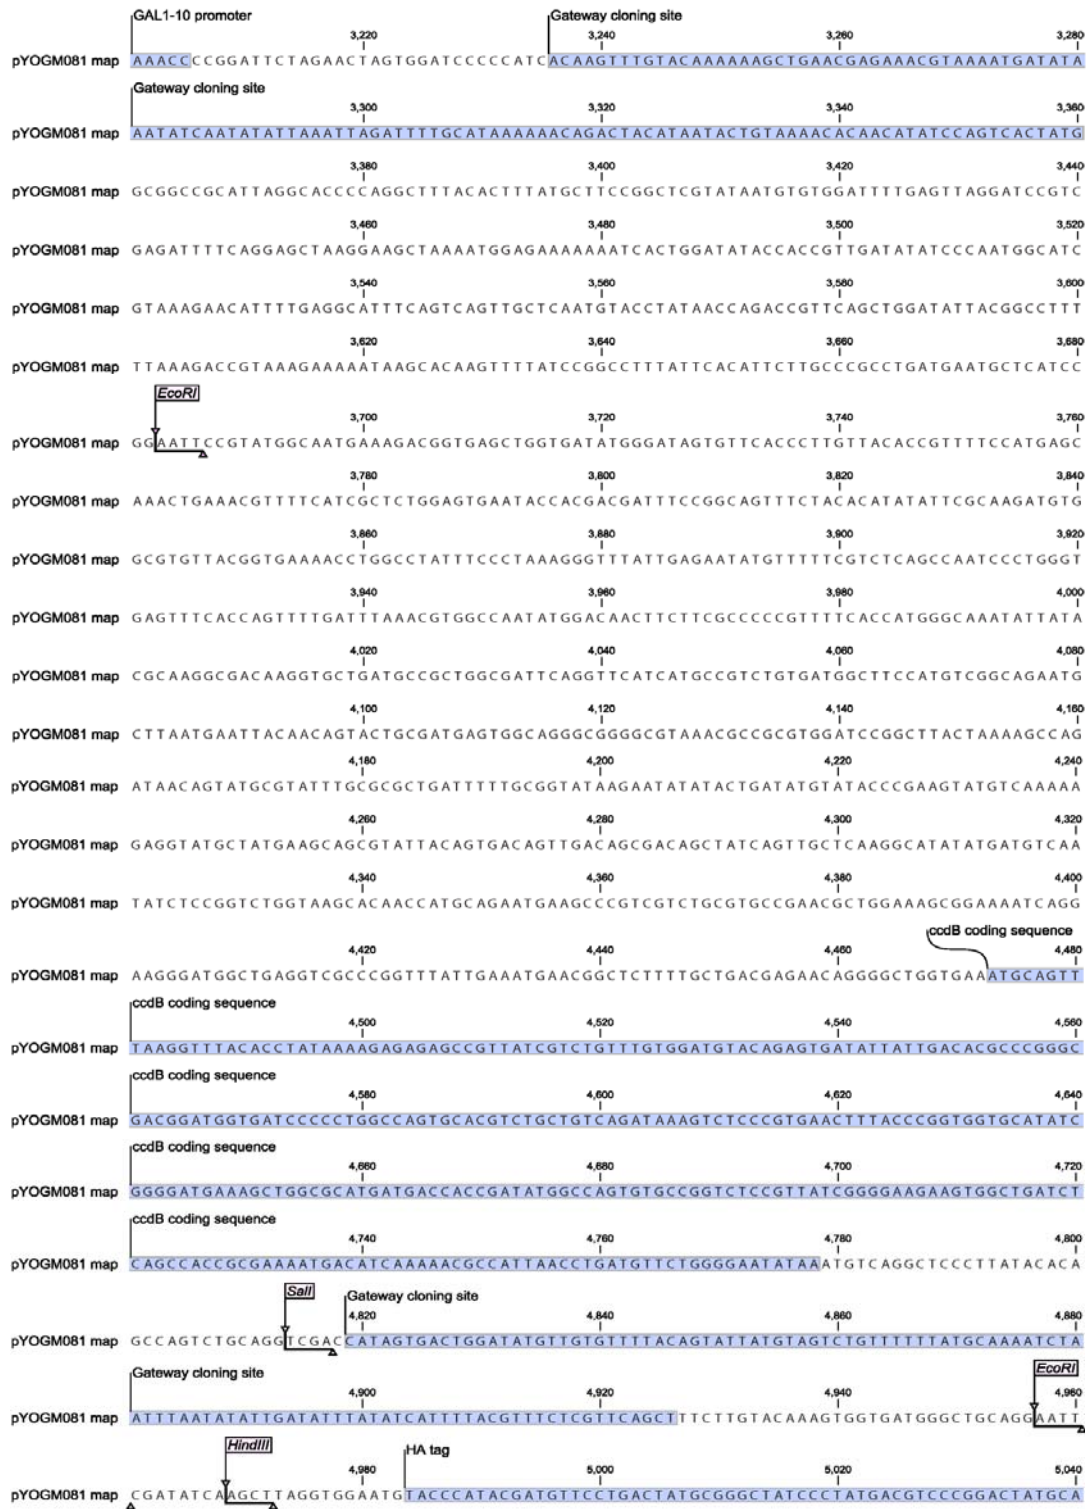 GAL1-10 promoter Gateway cloning site
3,220 3,240 3,260 3,280
pYOGM081 map AAACCCCGGATTCTAGAACTAGTGGATCCCCCATCACAAGTTTGTACAAAAAAGCTGAACGAGAAACGTAAAATGATATA
Gateway cloning site
3,300 3,320 3,340 3,360
pYOGM081 map AATATCAATATATTAAATTAGATTTTGCATAAAAAACAGACTACATAATACTGTAAAACACAACATATCCAGTCACTATG
3,380 3,400 3,420 3,440
pYOGM081 map GCGGCCGCATTAGGCACCCCAGGCTTTACACTTTATGCTTCCGGCTCGTATAATGTGTGGATTTTGAGTTAGGATCCGTC
3,460 3,480 3,500 3,520
pYOGM081 map GAGATTTTCAGGAGCTAAGGAAGCTAAAATGGAGAAAAAAATCACTGGATATACCACCGTTGATATATCCCAATGGCATC
3,540 3,560 3,580 3,600
pYOGM081 map GTAAAGAACATTTTGAGGCATTTCAGTCAGTTGCTCAATGTACCTATAACCAGACCGTTCAGCTGGATATTACGGCCTTT
3,620 3,640 3,660 3,680
pYOGM081 map TTAAAGACCGTAAAGAAAAATAAGCACAAGTTTTATCCGGCCTTTATTCACATTCTTGCCCGCCTGATGAATGCTCATCC
EcoRI
3,700 3,720 3,740 3,760
pYOGM081 map GGAATTCCGTATGGCAATGAAAGACGGTGAGCTGGTGATATGGGATAGTGTTCACCCTTGTTACACCGTTTTCCATGAGC
3,780 3,800 3,820 3,840
pYOGM081 map AAACTGAAACGTTTTCATCGCTCTGGAGTGAATACCACGACGATTTCCGGCAGTTTCTACACATATATTCGCAAGATGTG
3,860 3,880 3,900 3,920
pYOGM081 map GCGTGTTACGGTGAAAACCTGGCCTATTTCCCTAAAGGGTTTATTGAGAATATGTTTTTCGTCTCAGCCAATCCCTGGGT
3,940 3,960 3,980 4,000
pYOGM081 map GAGTTTCACCAGTTTTGATTTAAACGTGGCCAATATGGACAACTTCTTCGCCCCCGTTTTCACCATGGGCAAATATTATA
4,020 4,040 4,060 4,080
pYOGM081 map CGCAAGGCGACAAGGTGCTGATGCCGCTGGCGATTCAGGTTCATCATGCCGTCTGTGATGGCTTCCATGTCGGCAGAATG
4,100 4,120 4,140 4,160
pYOGM081 map CTTAATGAATTACAACAGTACTGCGATGAGTGGCAGGGCGGGGCGTAAACGCCGCGTGGATCCGGCTTACTAAAAGCCAG
4,180 4,200 4,220 4,240
pYOGM081 map ATAACAGTATGCGTATTTGCGCGCTGATTTTTGCGGTATAAGAATATATACTGATATGTATACCCGAAGTATGTCAAAAA
4,260 4,280 4,300 4,320
pYOGM081 map GAGGTATGCTATGAAGCAGCGTATTACAGTGACAGTTGACAGCGACAGCTATCAGTTGCTCAAGGCATATATGATGTCAA
4,340 4,360 4,380 4,400
pYOGM081 map TATCTCCGGTCTGGTAAGCACAACCATGCAGAATGAAGCCCGTCGTCTGCGTGCCGAACGCTGGAAAGCGGAAAATCAGG
ccdB coding sequence
4,420 4,440 4,460 4,480
pYOGM081 map AAGGGATGGCTGAGGTCGCCCGGTTTATTGAAATGAACGGCTCTTTTGCTGACGAGAACAGGGGCTGGTGAAATGCAGTT
ccdB coding sequence
4,500 4,520 4,540 4,560
pYOGM081 map TAAGGTTTACACCTATAAAAGAGAGAGCCGTTATCGTCTGTTTGTGGATGTACAGAGTGATATTATTGACACGCCCGGGC
ccdB coding sequence
4,580 4,600 4,620 4,640
pYOGM081 map GACGGATGGTGATCCCCCTGGCCAGTGCACGTCTGCTGTCAGATAAAGTCTCCCGTGAACTTTACCCGGTGGTGCATATC
ccdB coding sequence
4,660 4,680 4,700 4,720
pYOGM081 map GGGGATGAAAGCTGGCGCATGATGACCACCGATATGGCCAGTGTGCCGGTCTCCGTTATCGGGGAAGAAGTGGCTGATCT
ccdB coding sequence
4,740 4,760 4,780 4,800
pYOGM081 map CAGCCACCGCGAAAATGACATCAAAAACGCCATTAACCTGATGTTCTGGGGAATATAAATGTCAGGCTCCCTTATACACA
SalI Gateway cloning site
4,820 4,840 4,860 4,880
pYOGM081 map GCCAGTCTGCAGGTCGACCATAGTGACTGGATATGTTGTGTTTTACAGTATTATGTAGTCTGTTTTTTATGCAAAATCTA
Gateway cloning site EcoRI
4,900 4,920 4,940 4,960
pYOGM081 map ATTTAATATATTGATATTTATATCATTTTACGTTTCTCGTTCAGCTTTCTTGTACAAAGTGGTGATGGGCTGCAGGAATT
HindIII HA tag
4,980 5,000 5,020 5,040
pYOGM081 map CGATATCAAGCTTAGGTGGAATGTACCCATACGATGTTCCTGACTATGCGGGCTATCCCTATGACGTCCCGGACTATGCA